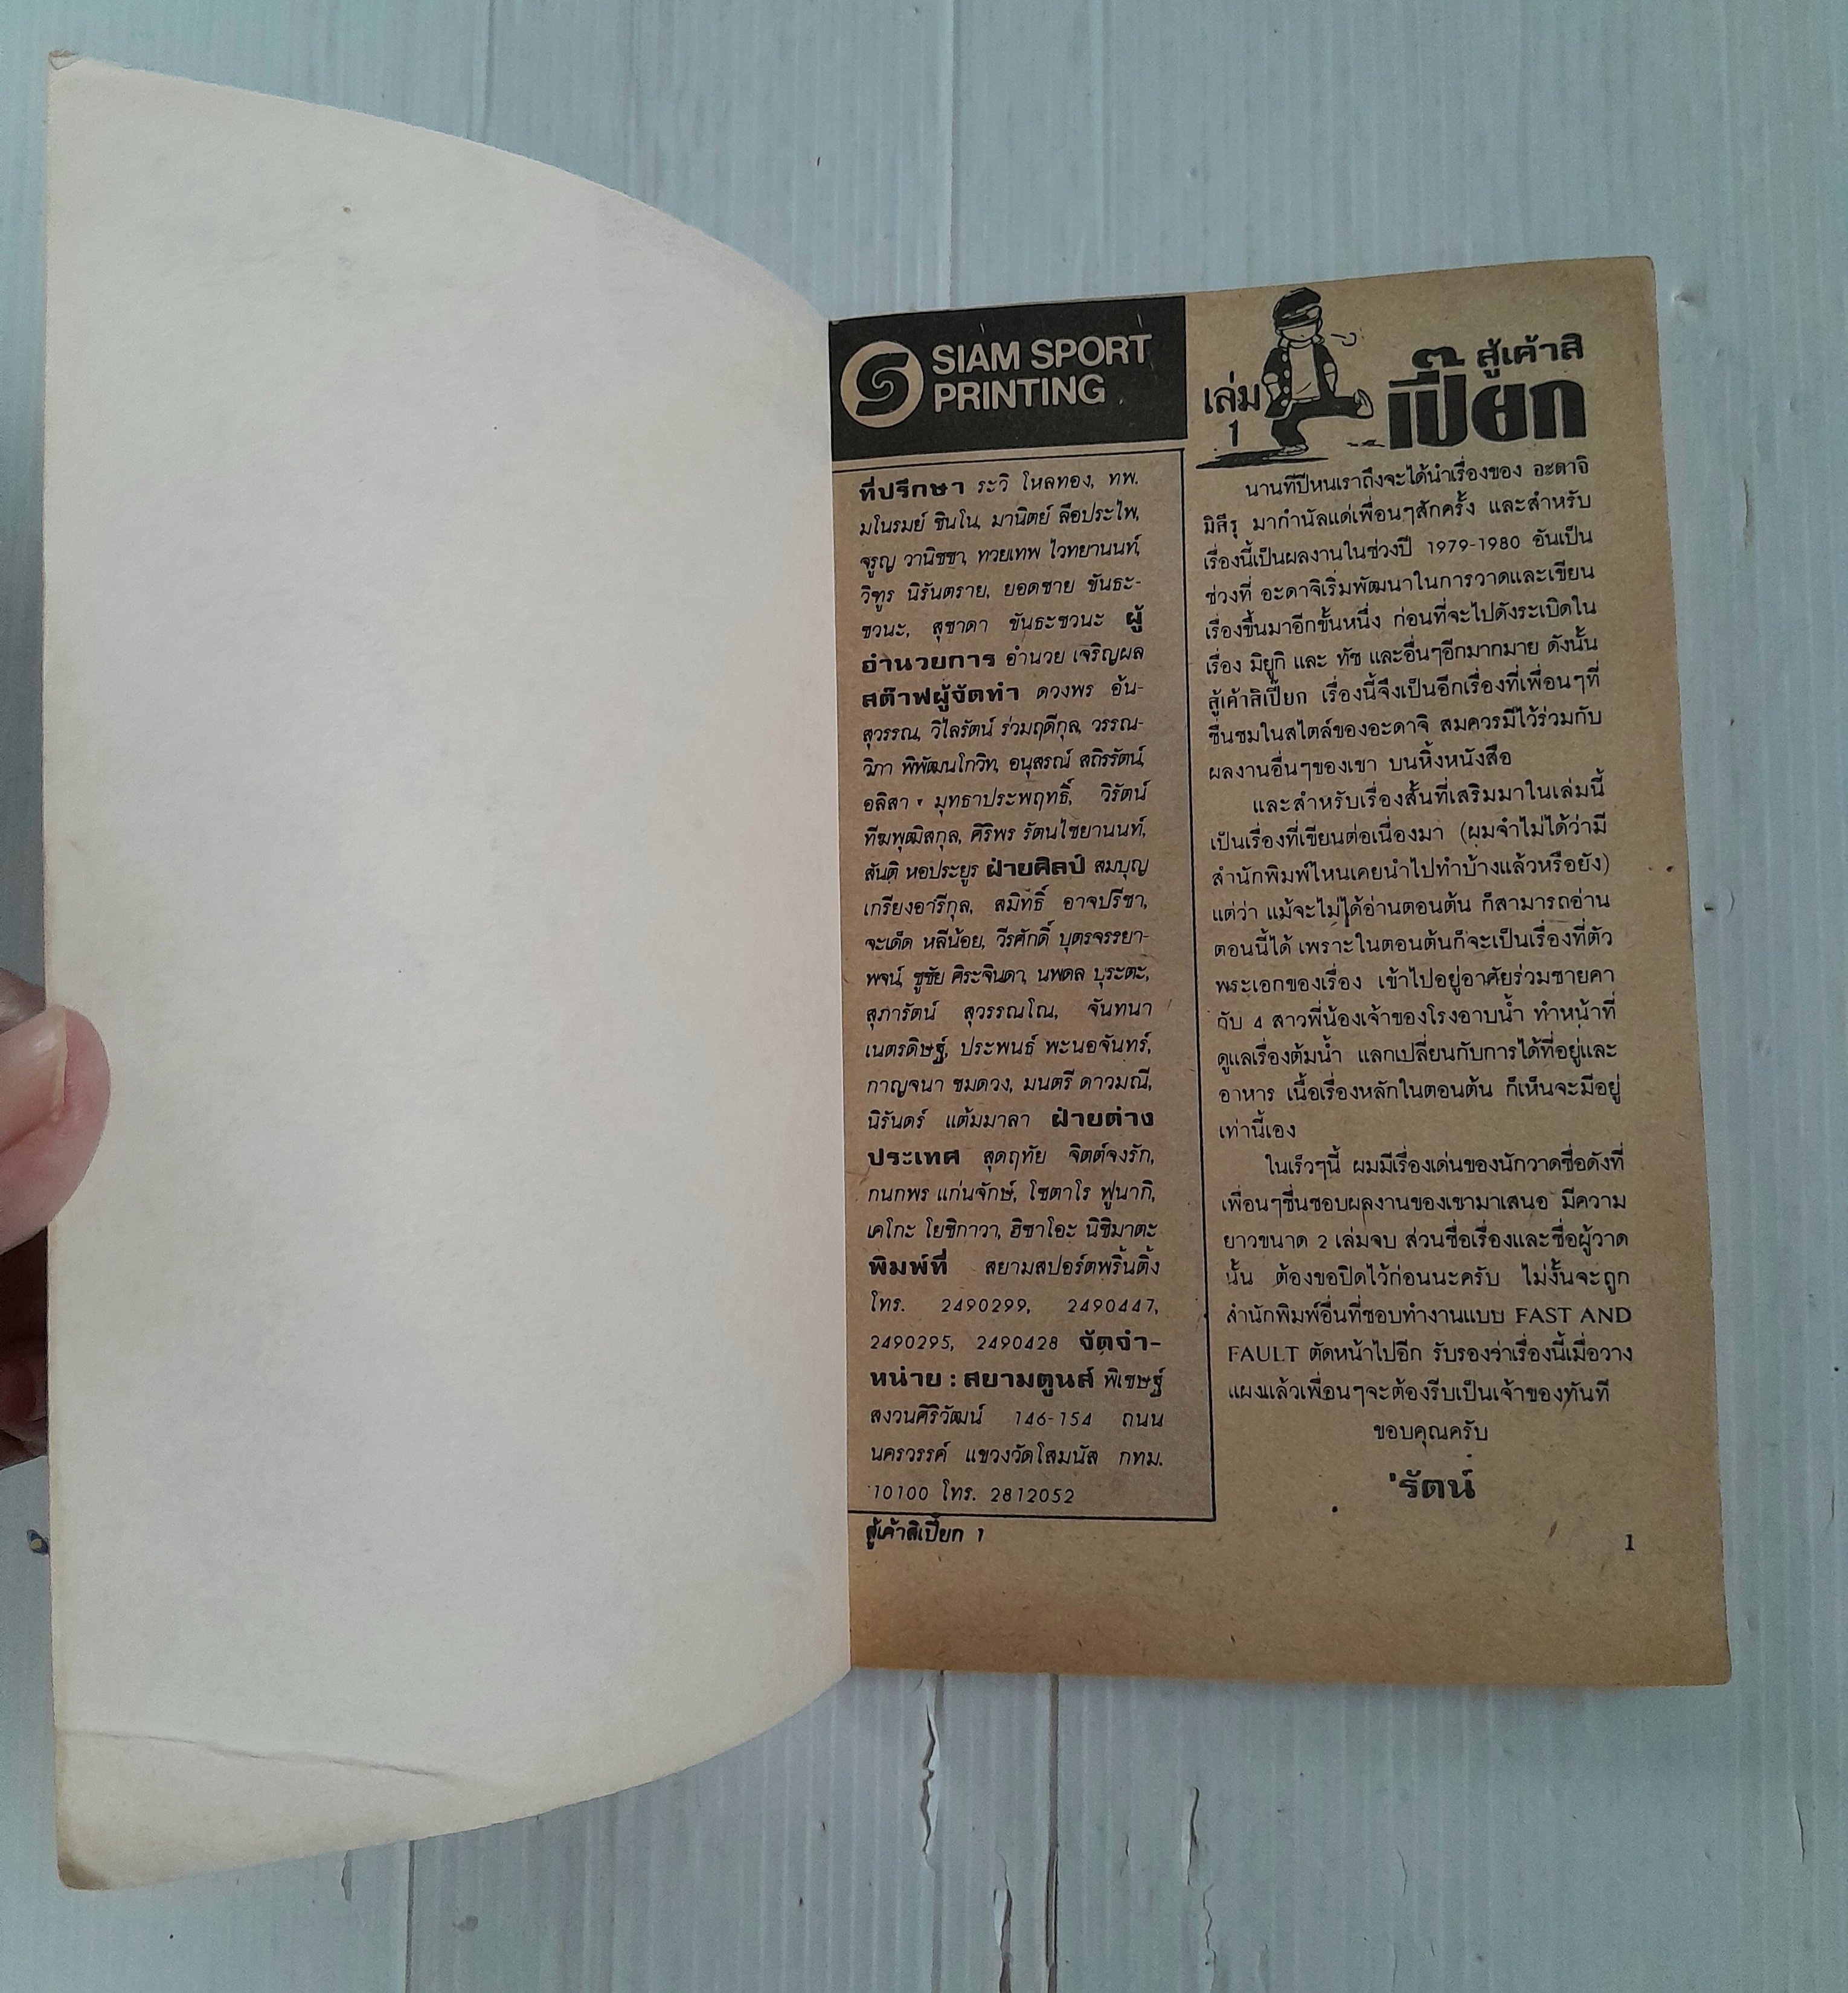 SIAM SPORT
PRINTING
ที่ปรึกษา ระวิ โหลทอง, ทพ.
มโนรมย์ ชินโน, มานิตย์ ลือประไพ,
จรูญ วานิชชา, ทวยเทพ ไวทยานนท์,
วิฑูร นิรันตราย, ยอดชาย ขันธะ-
ชวนะ, สุชาดา ขันธะชวนะ ผู้
อำนวยการ อำนวย เจริญผล
สต๊าฟผู้จัดทำ ดวงพร อ้น-
สุวรรณ, วิไลรัตน์ ร่วมฤดีกุล, วรรณ-
วิภา พิพัฒนโกวิท, อนุสรณ์ สถิรรัตน์,
อลิสา มุทธาประพฤทธิ์, วิรัตน์
ทีฆพุฒิสกุล, ศิริพร รัตนไชยานนท์,
สันติ หอประยูร ฝ่ายศิลป์ สมบุญ
เกรียงอารีกุล, สมิทธิ์ อาจปรีชา,
จะเด็ด หลีน้อย, วีรศักดิ์ บุตรจรรยา-
พจน์, ชูชัย ศิระจินดา, นพดล บุระตะ,
สุภารัตน์ สุวรรณโณ, จันทนา
เนตรดิษฐ์, ประพนธ์ พะนอจันทร์,
กาญจนา ชมดวง, มนตรี ดาวมณี,
นิรันดร์ แต้มมาลา ฝ่ายต่าง
ประเทศ สุดฤทัย จิตต์จงรัก,
กนกพร แก่นจักษ์, โชตาโร ฟูนากิ,
เคโกะ โยชิกาวา, ฮิซาโอะ นิชิมาตะ
พิมพ์ที่ สยามสปอร์ตพริ้นติ้ง
โทร. 2490299, 2490447,
2490295, 2490428 จัดจำ-
หน่าย : สยามตูนส์ พิเชษฐ์
สงวนศิริวัฒน์ 146-154 ถนน
นครวรรค์ แขวงวัดโสมนัส กทม.
10100 โทร. 2812052
สู้เค้าสิเปี๊ยก 1
เล่ม
1
สู้เค้าสิ
เปี๊ยก
นานทีปีหนเราถึงจะได้นำเรื่องของ อะดาจิ
มิสึรุ มากำนัลแด่เพื่อนๆสักครั้ง และสำหรับ
เรื่องนี้เป็นผลงานในช่วงปี 1979-1980 อันเป็น
ช่วงที่ อะดาจิเริ่มพัฒนาในการวาดและเขียน
เรื่องขึ้นมาอีกขั้นหนึ่ง ก่อนที่จะไปดังระเบิดใน
เรื่อง มิยูกิ และ ทัช และอื่นๆอีกมากมาย ดังนั้น
สู้เค้าสิเปี๊ยก เรื่องนี้จึงเป็นอีกเรื่องที่เพื่อนๆที่
ชื่นชมในสไตล์ของอะดาจิ สมควรมีไว้ร่วมกับ
ผลงานอื่นๆของเขา บนหิ้งหนังสือ
และสำหรับเรื่องสั้นที่เสริมมาในเล่มนี้
เป็นเรื่องที่เขียนต่อเนื่องมา (ผมจำไม่ได้ว่ามี
สำนักพิมพ์ไหนเคยนำไปทำบ้างแล้วหรือยัง)
แต่ว่า แม้จะไม่ได้อ่านตอนต้น ก็สามารถอ่าน
ตอนนี้ได้ เพราะในตอนต้นก็จะเป็นเรื่องที่ตัว
พระเอกของเรื่อง เข้าไปอยู่อาศัยร่วมชายคา
กับ 4 สาวพี่น้องเจ้าของโรงอาบน้ำ ทำหน้าที่
ดูแลเรื่องต้มน้ำ แลกเปลี่ยนกับการได้ที่อยู่และ
อาหาร เนื้อเรื่องหลักในตอนต้น ก็เห็นจะมีอยู่
เท่านี้เอง
ในเร็วๆนี้ ผมมีเรื่องเด่นของนักวาดชื่อดังที่
เพื่อนๆชื่นชอบผลงานของเขามาเสนอ มีความ
ยาวขนาด 2 เล่มจบ ส่วนชื่อเรื่องและชื่อผู้วาด
นั้น ต้องขอปิดไว้ก่อนนะครับ ไม่งั้นจะถูก
สำนักพิมพ์อื่นที่ชอบทำงานแบบ FAST AND
FAULT ตัดหน้าไปอีก รับรองว่าเรื่องนี้เมื่อวาง
แผงแล้วเพื่อนๆจะต้องรีบเป็นเจ้าของทันที
ขอบคุณครับ
'รัตน์
1